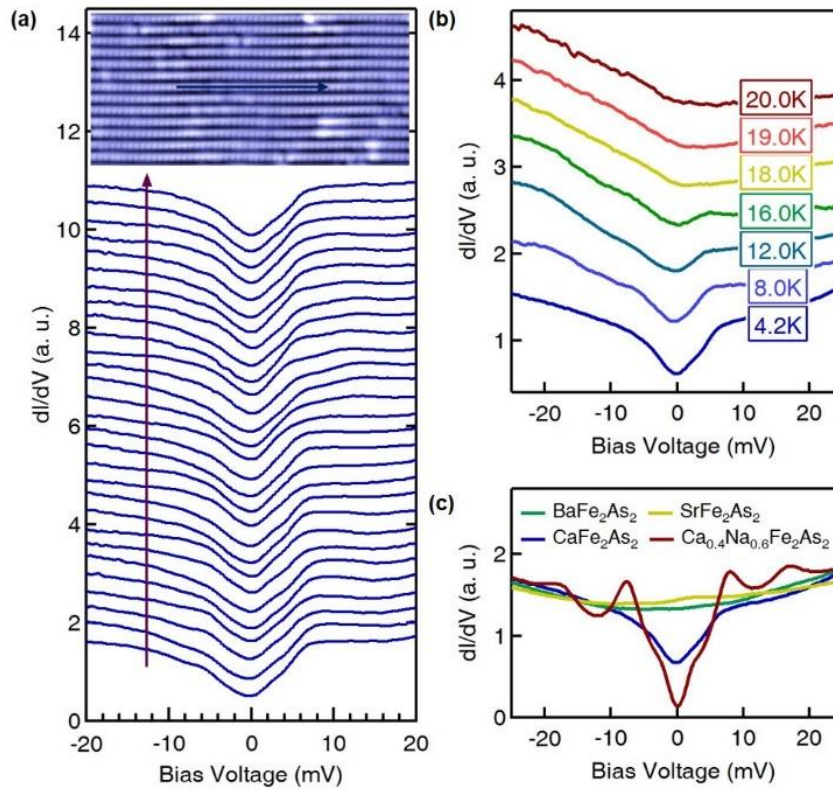 (a)
14
12
10
8
6
4
2
0
dI/dV (a. u.)
-20 -10 0 10 20
Bias Voltage (mV)
(b)
4
3
2
1
dI/dV (a. u.)
20.0K
19.0K
18.0K
16.0K
12.0K
8.0K
4.2K
-20 -10 0 10 20
Bias Voltage (mV)
(c)
BaFe₂As₂ SrFe₂As₂
CaFe₂As₂ Ca₀.₄Na₀.₆Fe₂As₂
2
1
0
dI/dV (a. u.)
-20 -10 0 10 20
Bias Voltage (mV)